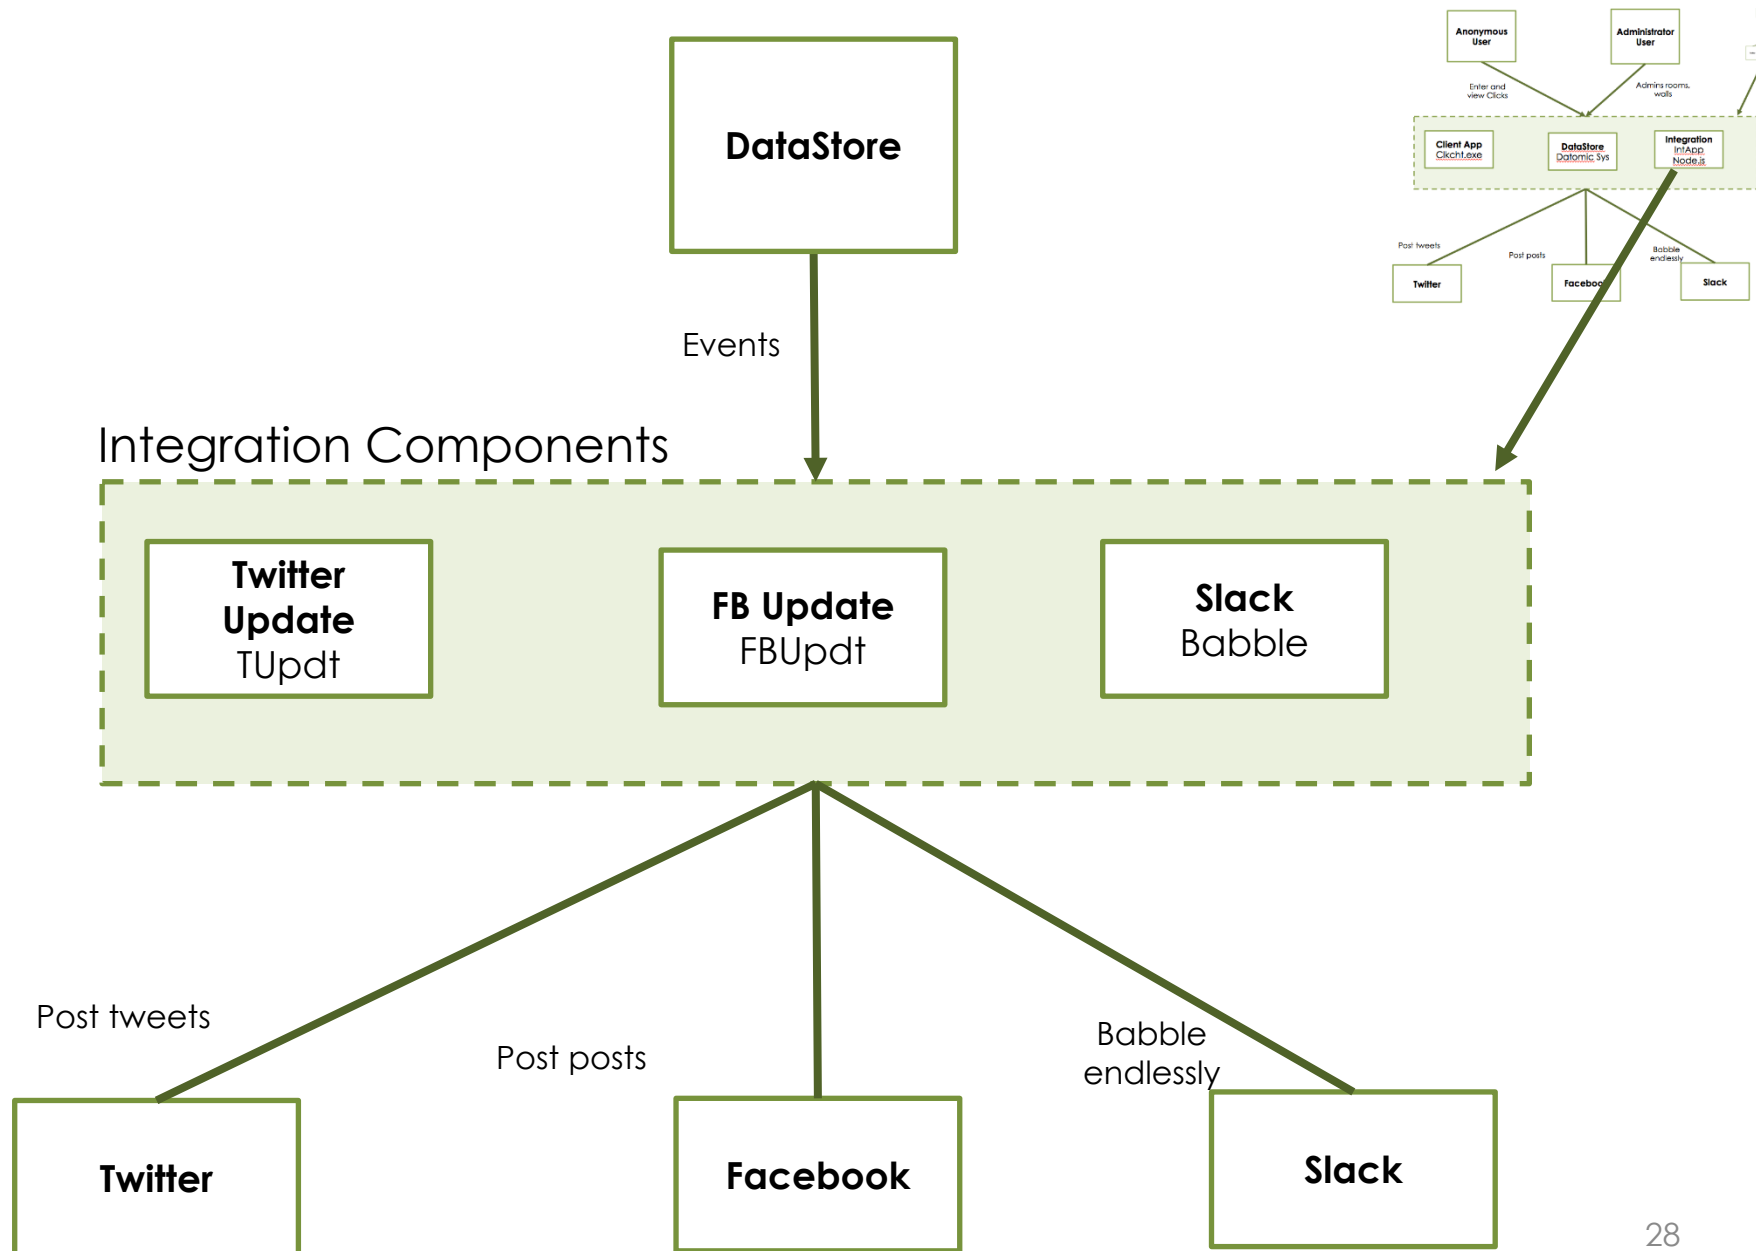 Anonymous
User
Administrator
User
Enter and
view Clicks
Admins rooms,
walls
Client App
Clkcht.exe
DataStore
Datomic Sys
Integration
IntApp
Node.js
Post tweets
Post posts
Babble
endlessly
Twitter
Facebook
Slack
DataStore
Events
Integration Components
Twitter
Update
TUpdt
FB Update
FBUpdt
Slack
Babble
Post tweets
Post posts
Babble
endlessly
Twitter
Facebook
Slack
28